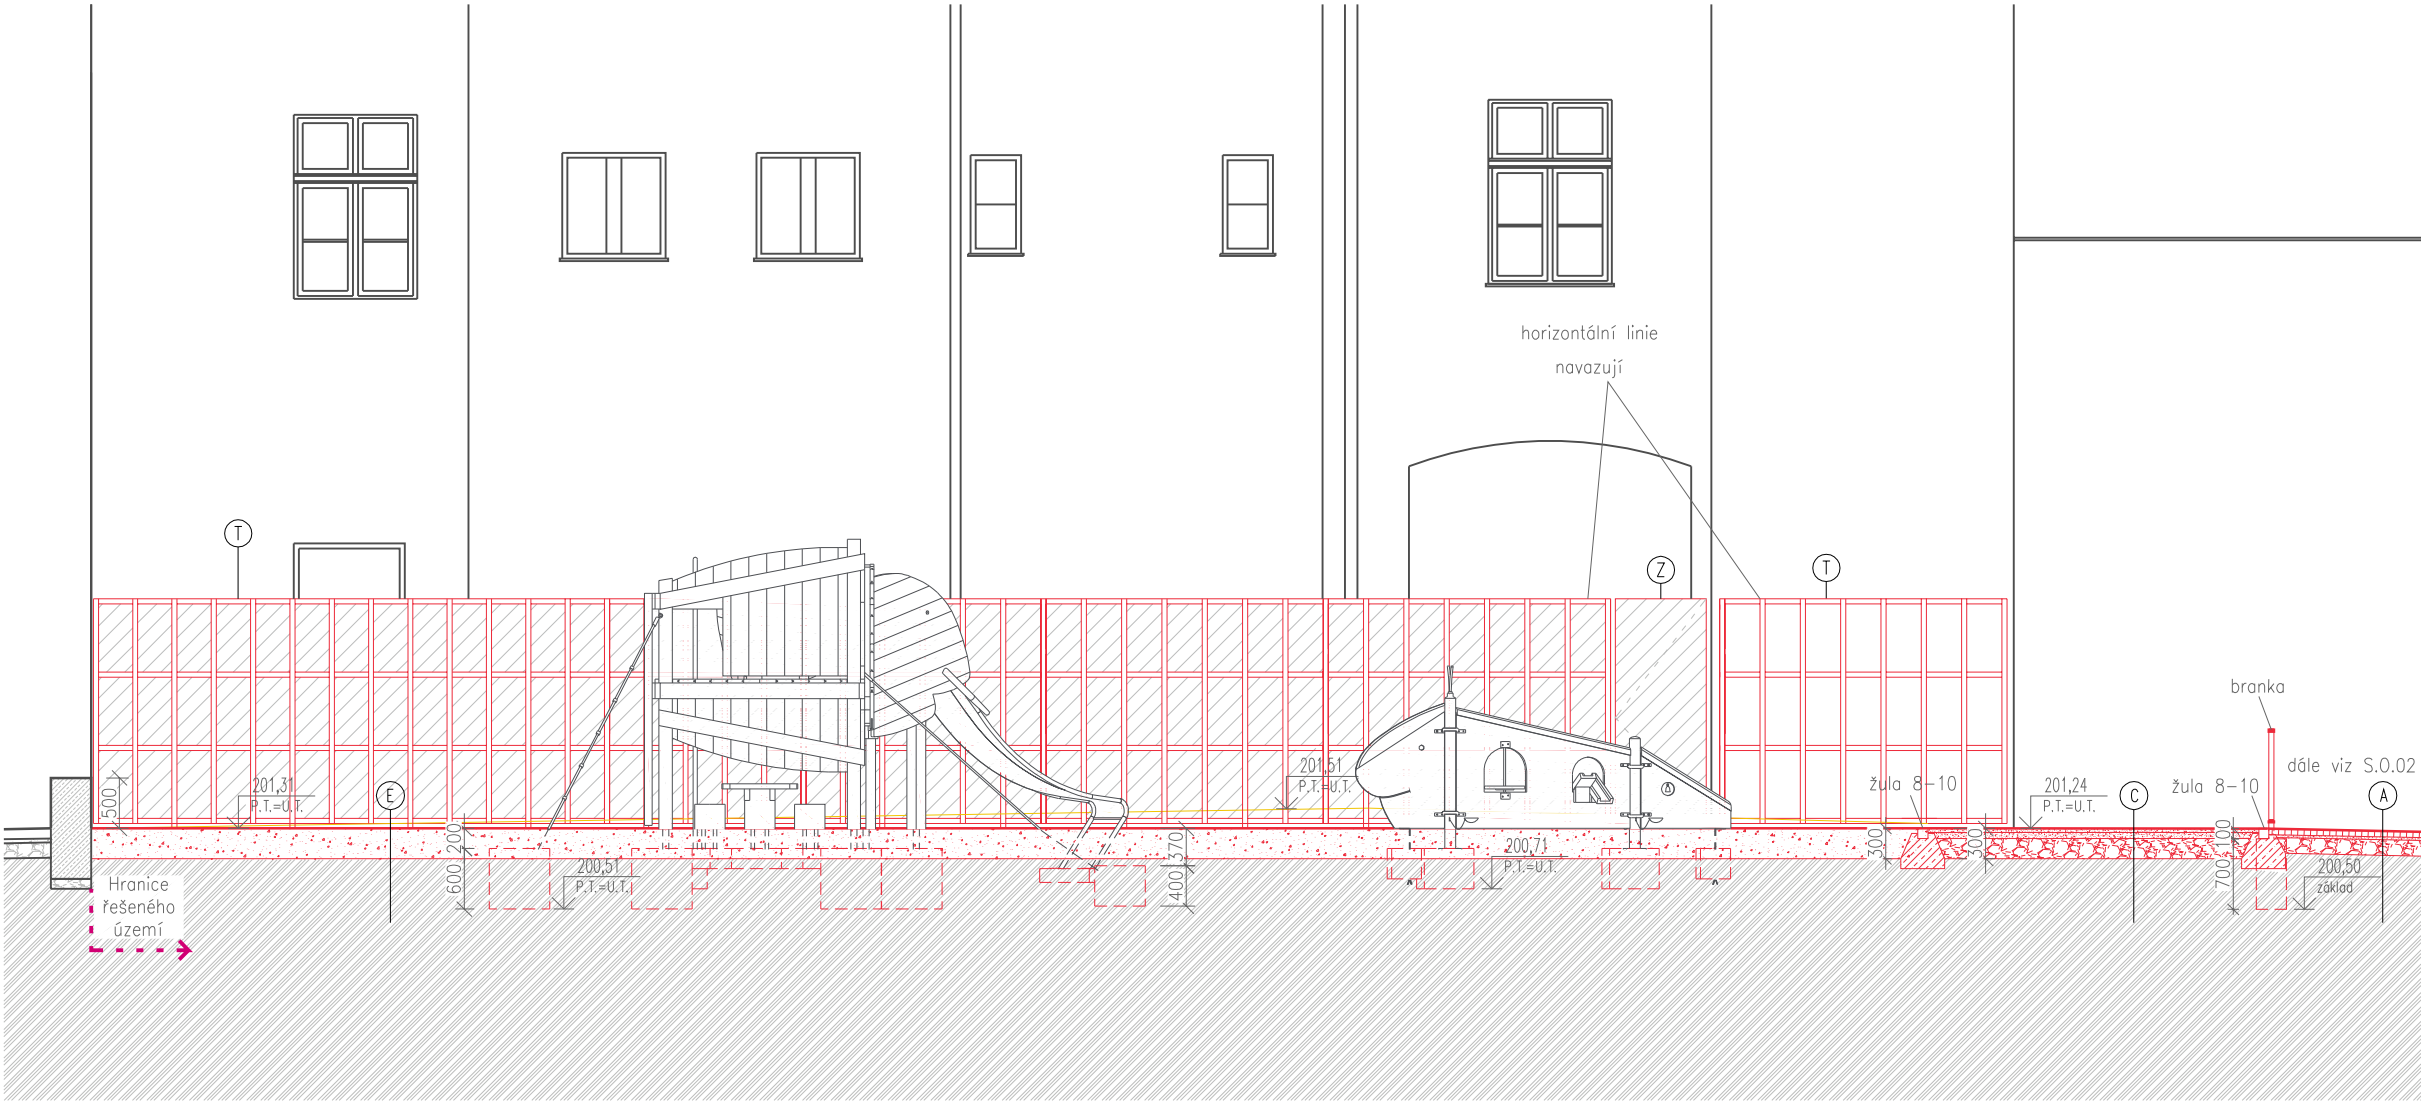 horizontální linie
navazují
T
Z
T
branka
dále viz S.O.02
201,31
P.T.=U.T.
E
201,51
P.T.=U.T.
žula 8-10
201,24
P.T.=U.T.
C
žula 8-10
A
500
200
600
200,51
P.T.=U.T.
370
400
200,71
P.T.=U.T.
300
300
100
700
200,50
základ
Hranice
řešeného
území